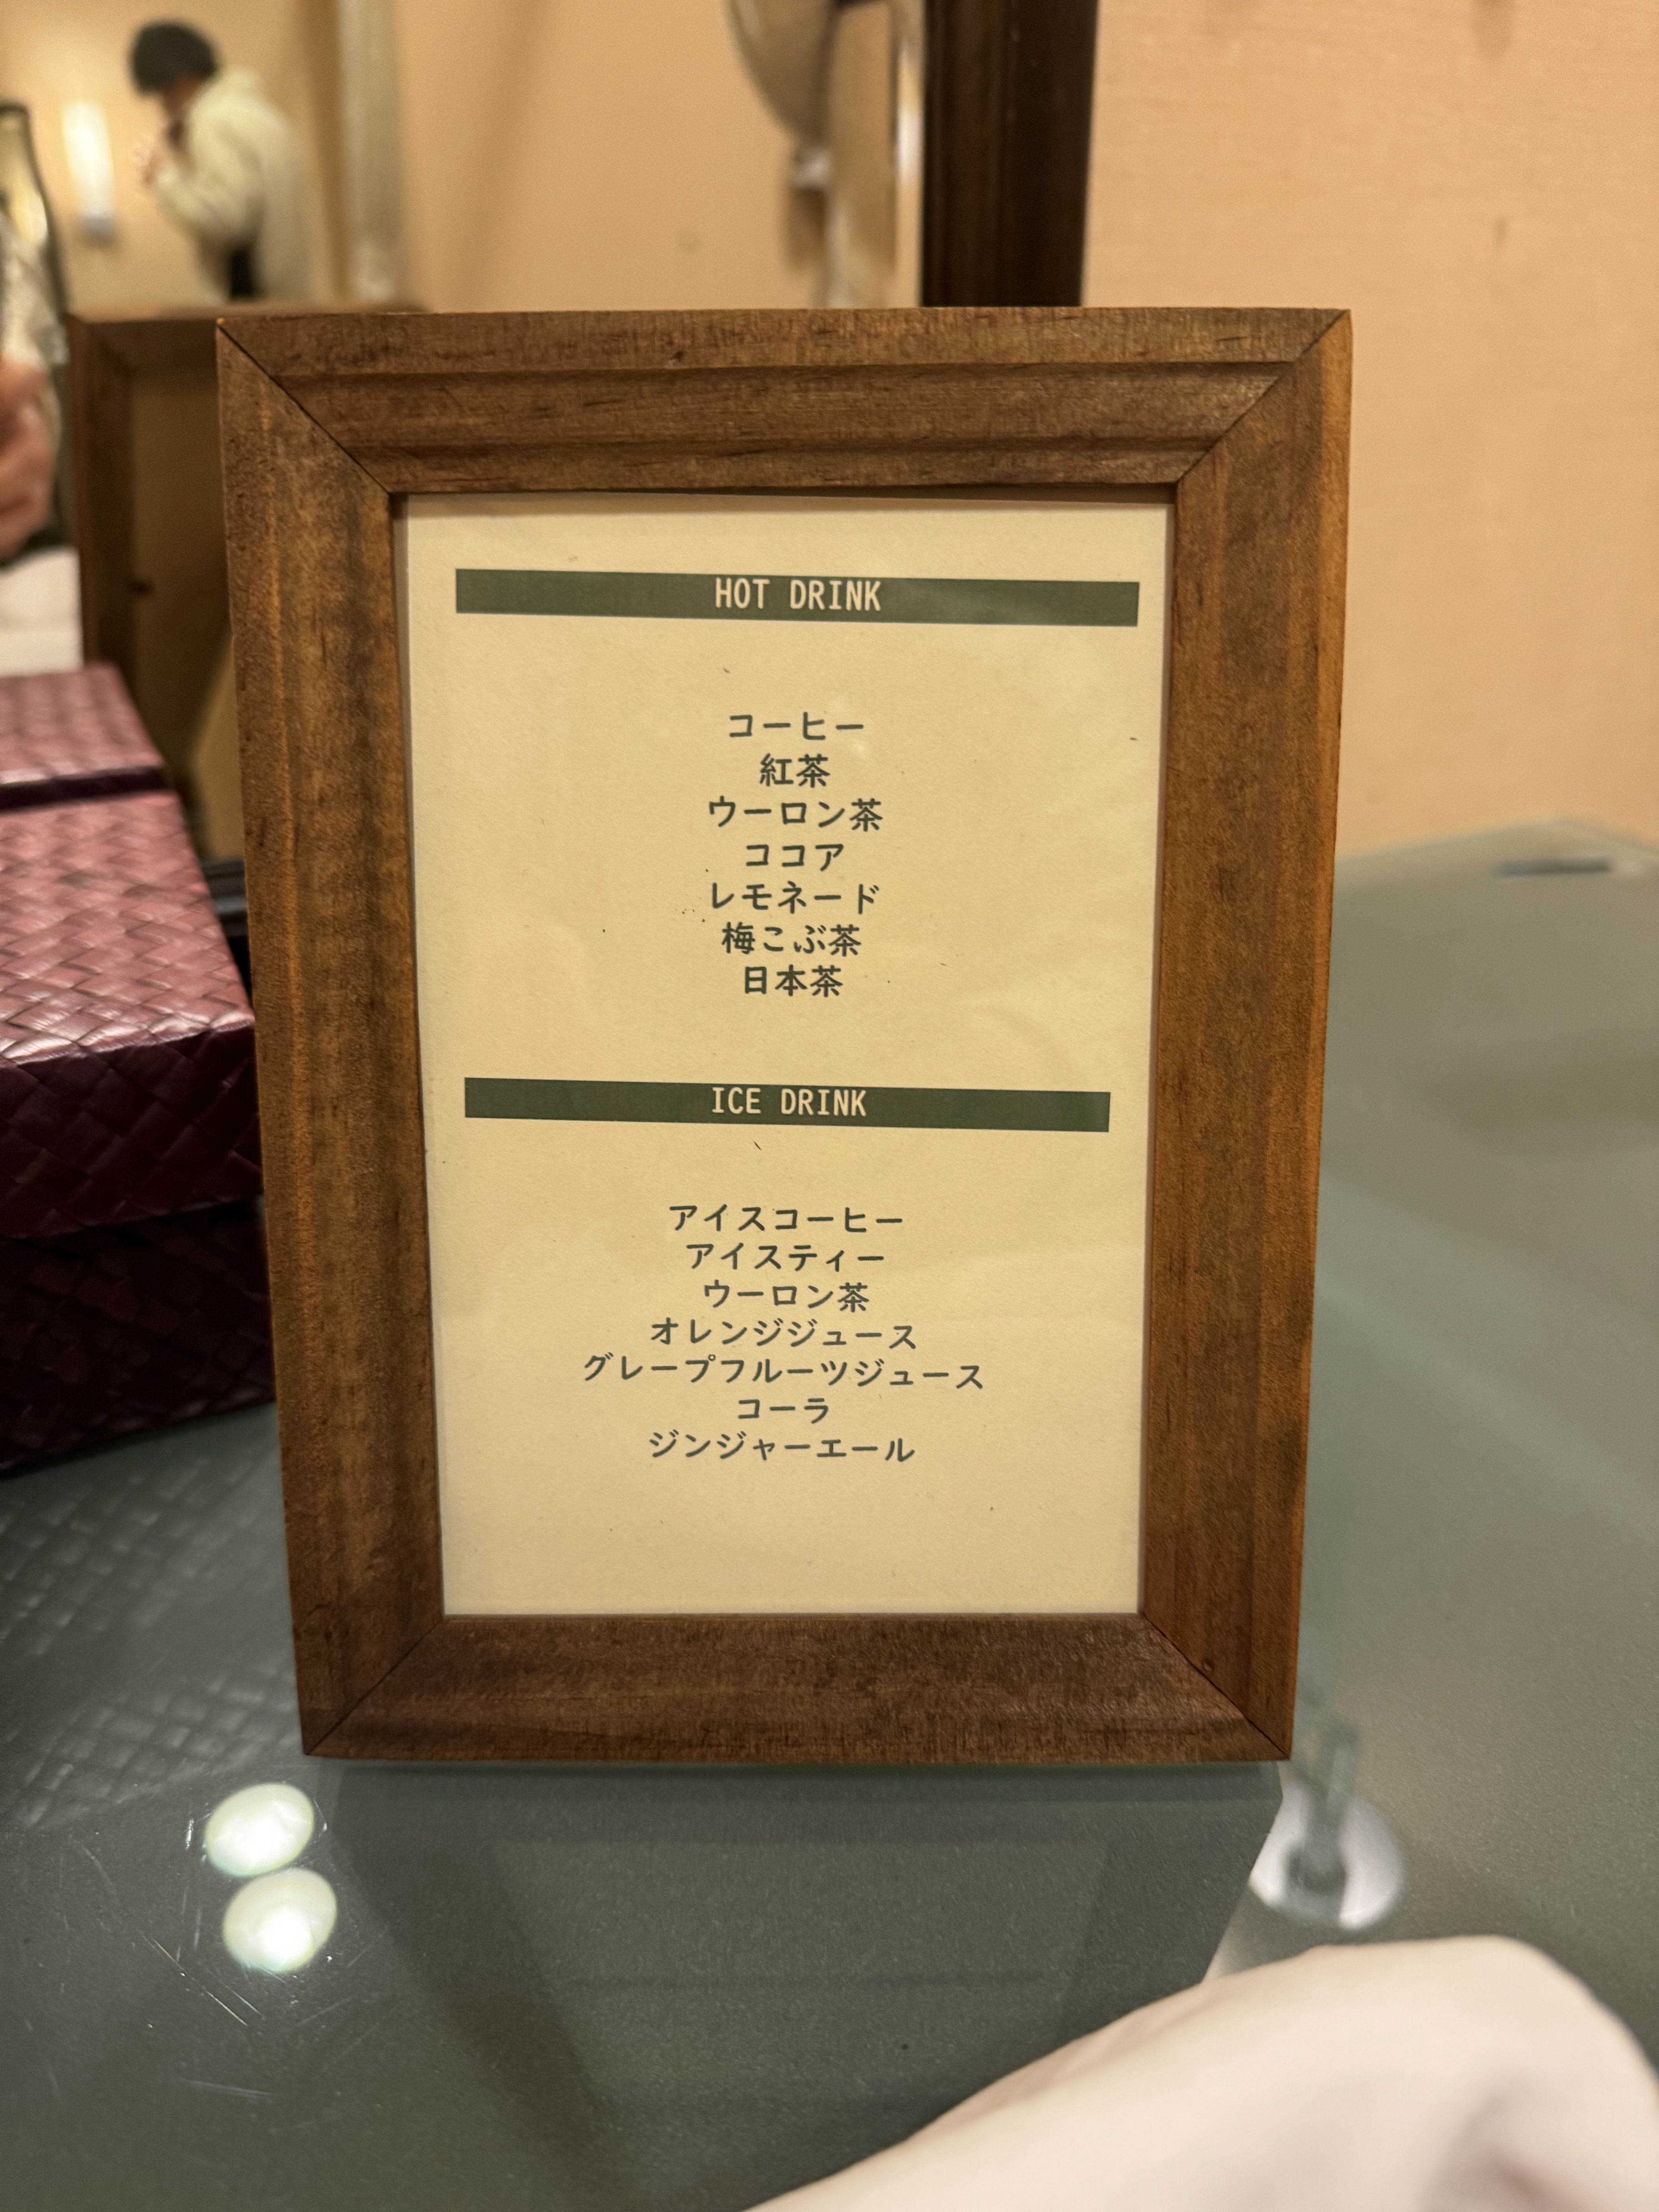 HOT DRINK
コーヒー
紅茶
ウーロン茶
ココア
レモネード
梅こぶ茶
日本茶
ICE DRINK
アイスコーヒー
アイスティー
ウーロン茶
オレンジジュース
グレープフルーツジュース
コーラ
ジンジャーエール